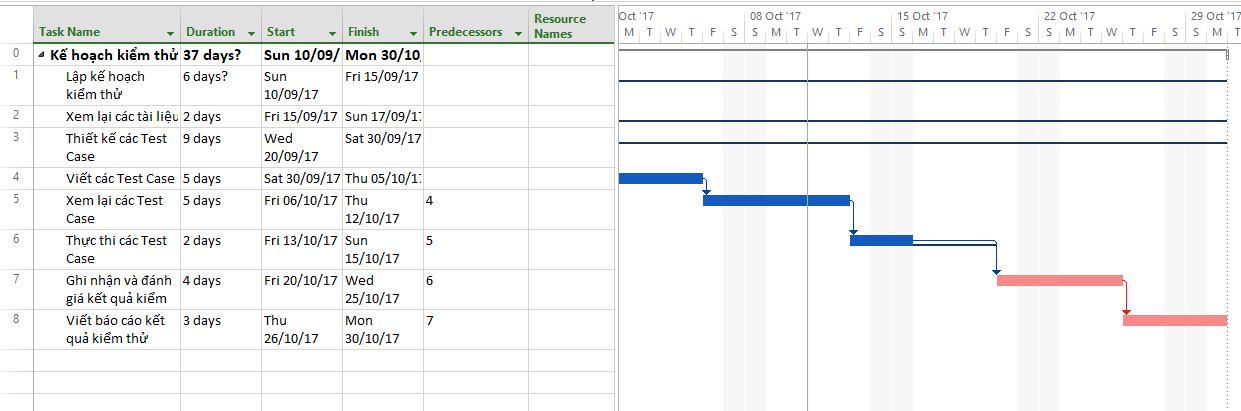 Task Name Duration Start Finish Predecessors Resource Names
Oct '17 08 Oct '17 15 Oct '17 22 Oct '17 29 Oct '17
M T W T F S S M T W T F S S M T W T F S S M T W T F S S M
0 Kế hoạch kiểm thử 37 days? Sun 10/09/ Mon 30/10
1 Lập kế hoạch kiểm thử 6 days? Sun 10/09/17 Fri 15/09/17
2 Xem lại các tài liệu 2 days Fri 15/09/17 Sun 17/09/17
3 Thiết kế các Test Case 9 days Wed 20/09/17 Sat 30/09/17
4 Viết các Test Case 5 days Sat 30/09/17 Thu 05/10/17
5 Xem lại các Test Case 5 days Fri 06/10/17 Thu 12/10/17 4
6 Thực thi các Test Case 2 days Fri 13/10/17 Sun 15/10/17 5
7 Ghi nhận và đánh giá kết quả kiểm 4 days Fri 20/10/17 Wed 25/10/17 6
8 Viết báo cáo kết quả kiểm thử 3 days Thu 26/10/17 Mon 30/10/17 7